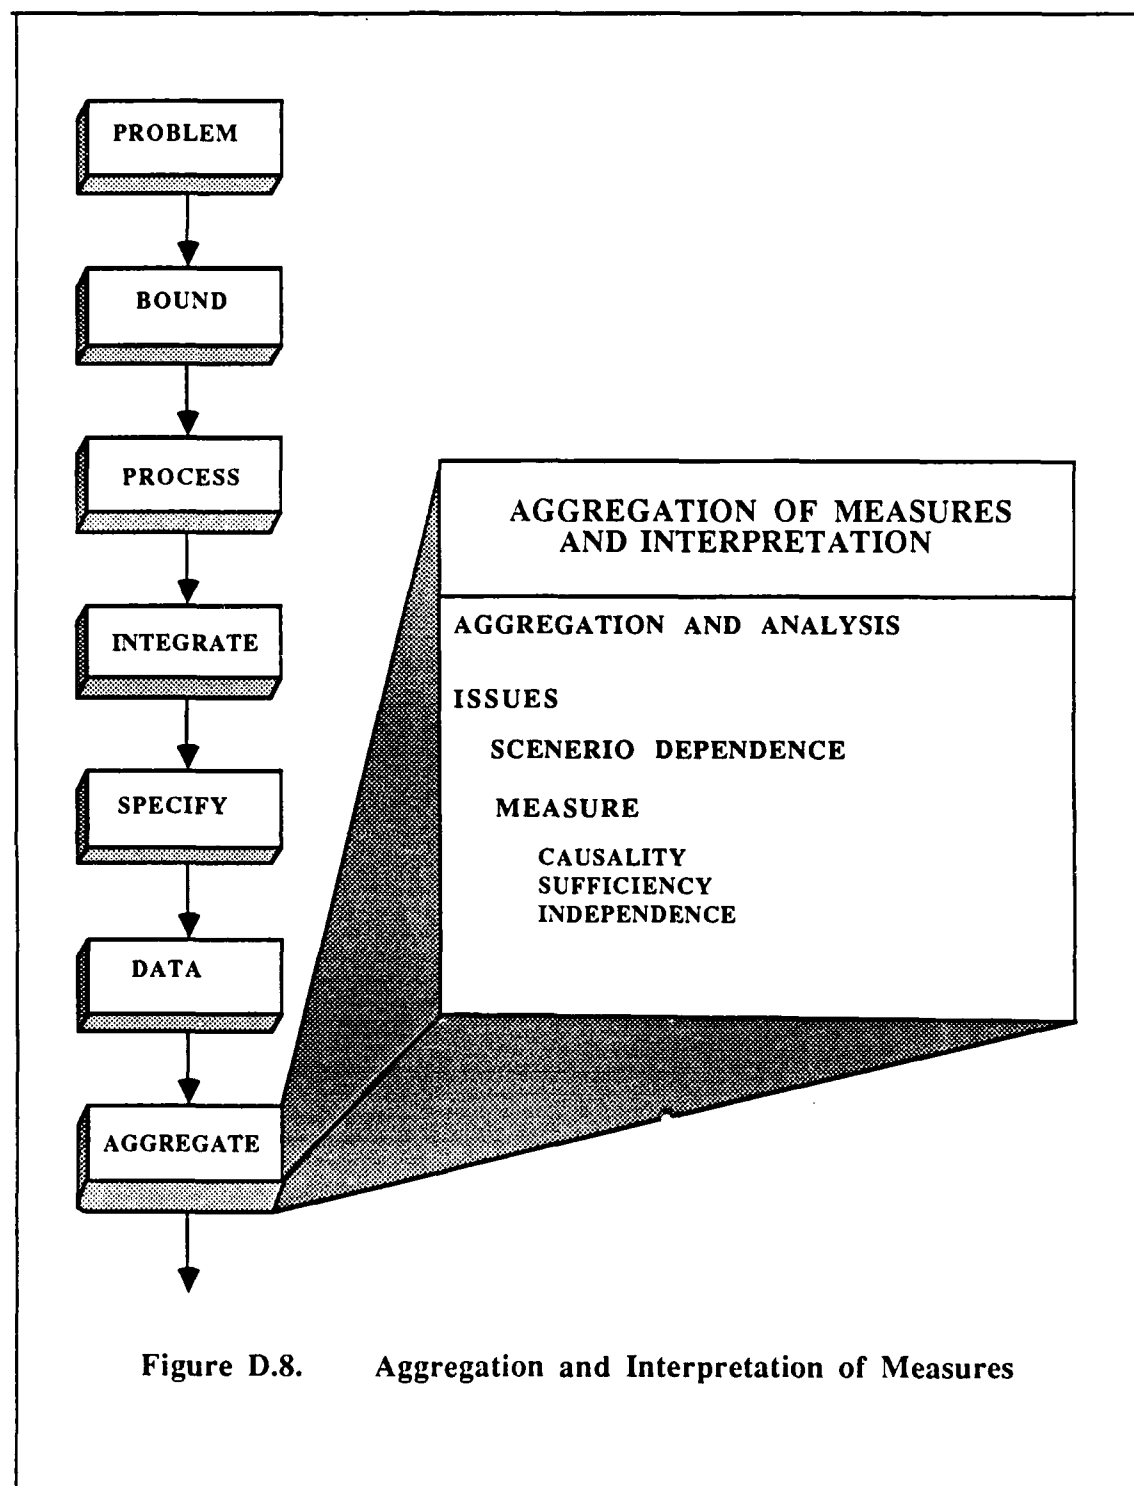 PROBLEM
BOUND
PROCESS
INTEGRATE
SPECIFY
DATA
AGGREGATE
AGGREGATION OF MEASURES
AND INTERPRETATION
AGGREGATION AND ANALYSIS
ISSUES
SCENERIO DEPENDENCE
MEASURE
CAUSALITY
SUFFICIENCY
INDEPENDENCE
Figure D.8. Aggregation and Interpretation of Measures